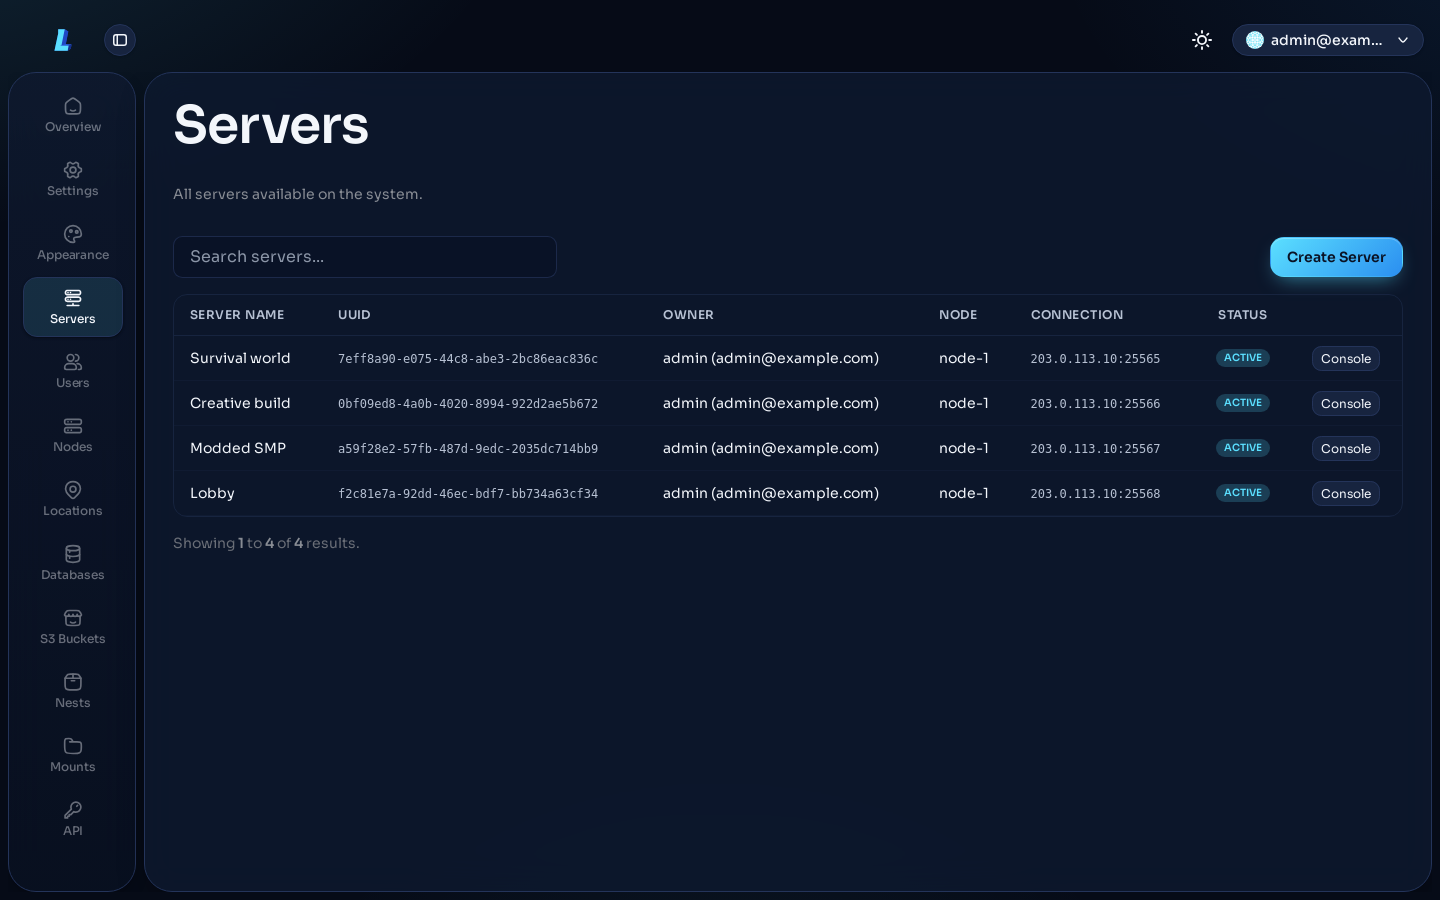 admin@exam...
Overview
Settings
Appearance
Servers
Users
Nodes
Locations
Databases
S3 Buckets
Nests
Mounts
API
Servers
All servers available on the system.
Search servers...
Create Server
SERVER NAME UUID OWNER NODE CONNECTION STATUS
Survival world 7eff8a90-e075-44c8-abe3-2bc86eac836c admin (admin@example.com) node-1 203.0.113.10:25565 ACTIVE Console
Creative build 0bf09ed8-4a0b-4020-8994-922d2ae5b672 admin (admin@example.com) node-1 203.0.113.10:25566 ACTIVE Console
Modded SMP a59f28e2-57fb-487d-9edc-2035dc714bb9 admin (admin@example.com) node-1 203.0.113.10:25567 ACTIVE Console
Lobby f2c81e7a-92dd-46ec-bdf7-bb734a63cf34 admin (admin@example.com) node-1 203.0.113.10:25568 ACTIVE Console
Showing 1 to 4 of 4 results.